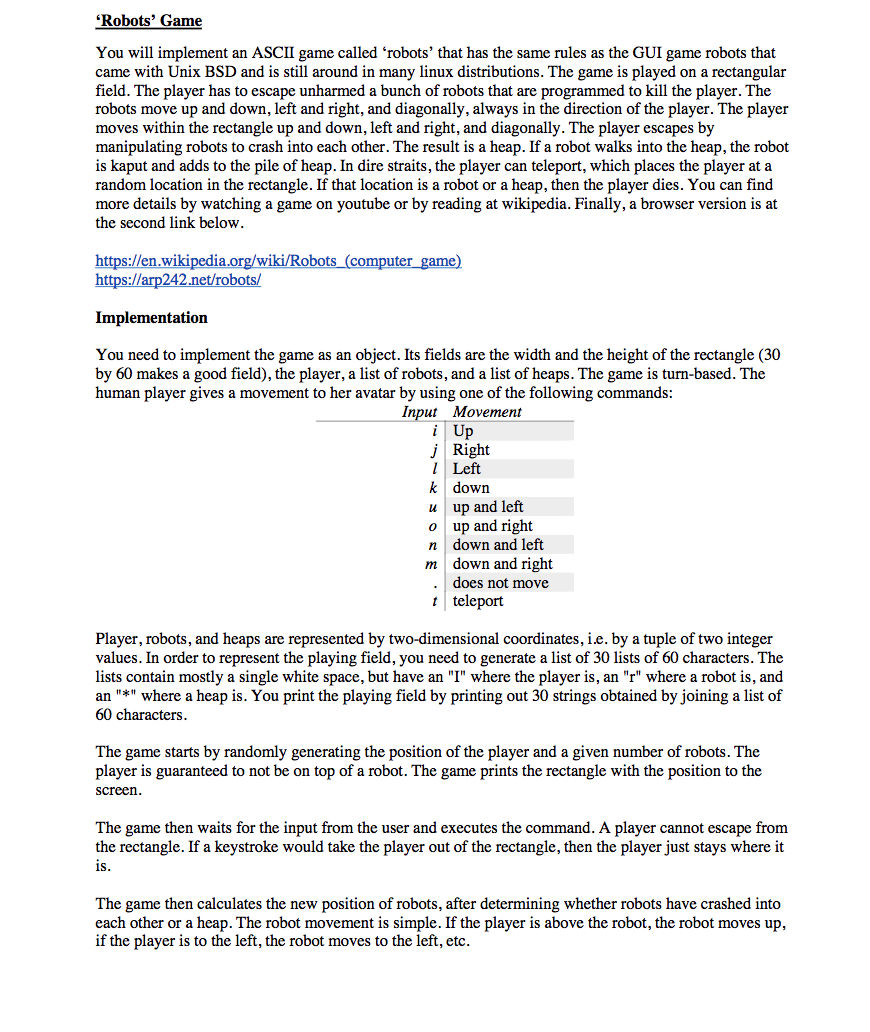 ‘Robots’ Game
You will implement an ASCII game called ‘robots’ that has the same rules as the GUI game robots that
came with Unix BSD and is still around in many linux distributions. The game is played on a rectangular
field. The player has to escape unharmed a bunch of robots that are programmed to kill the player. The
robots move up and down, left and right, and diagonally, always in the direction of the player. The player
moves within the rectangle up and down, left and right, and diagonally. The player escapes by
manipulating robots to crash into each other. The result is a heap. If a robot walks into the heap, the robot
is kaput and adds to the pile of heap. In dire straits, the player can teleport, which places the player at a
random location in the rectangle. If that location is a robot or a heap, then the player dies. You can find
more details by watching a game on youtube or by reading at wikipedia. Finally, a browser version is at
the second link below.
https://en.wikipedia.org/wiki/Robots_(computer_game)
https://arp242.net/robots/
Implementation
You need to implement the game as an object. Its fields are the width and the height of the rectangle (30
by 60 makes a good field), the player, a list of robots, and a list of heaps. The game is turn-based. The
human player gives a movement to her avatar by using one of the following commands:
Input Movement
i Up
j Right
l Left
k down
u up and left
o up and right
n down and left
m down and right
. does not move
t teleport
Player, robots, and heaps are represented by two-dimensional coordinates, i.e. by a tuple of two integer
values. In order to represent the playing field, you need to generate a list of 30 lists of 60 characters. The
lists contain mostly a single white space, but have an "I" where the player is, an "r" where a robot is, and
an "*" where a heap is. You print the playing field by printing out 30 strings obtained by joining a list of
60 characters.
The game starts by randomly generating the position of the player and a given number of robots. The
player is guaranteed to not be on top of a robot. The game prints the rectangle with the position to the
screen.
The game then waits for the input from the user and executes the command. A player cannot escape from
the rectangle. If a keystroke would take the player out of the rectangle, then the player just stays where it
is.
The game then calculates the new position of robots, after determining whether robots have crashed into
each other or a heap. The robot movement is simple. If the player is above the robot, the robot moves up,
if the player is to the left, the robot moves to the left, etc.